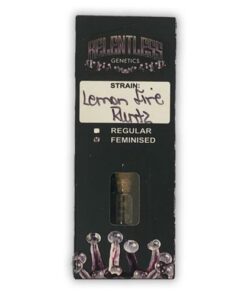 RELENTLESS
GENETICS
STRAIN:
Lemon Fire
Runtz
REGULAR
FEMINISED